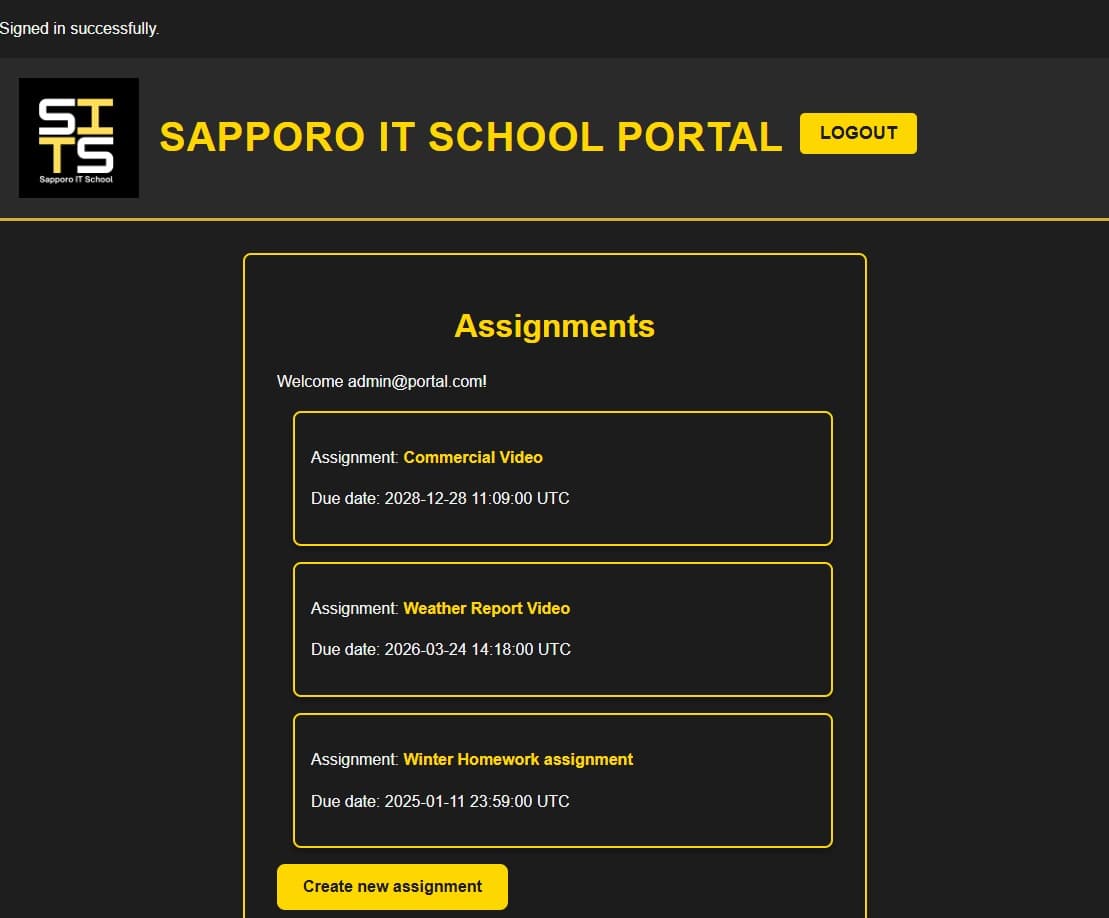 Signed in successfully.
SITS
Sapporo IT School
SAPPORO IT SCHOOL PORTAL
LOGOUT
Assignments
Welcome admin@portal.com!
Assignment: Commercial Video
Due date: 2028-12-28 11:09:00 UTC
Assignment: Weather Report Video
Due date: 2026-03-24 14:18:00 UTC
Assignment: Winter Homework assignment
Due date: 2025-01-11 23:59:00 UTC
Create new assignment